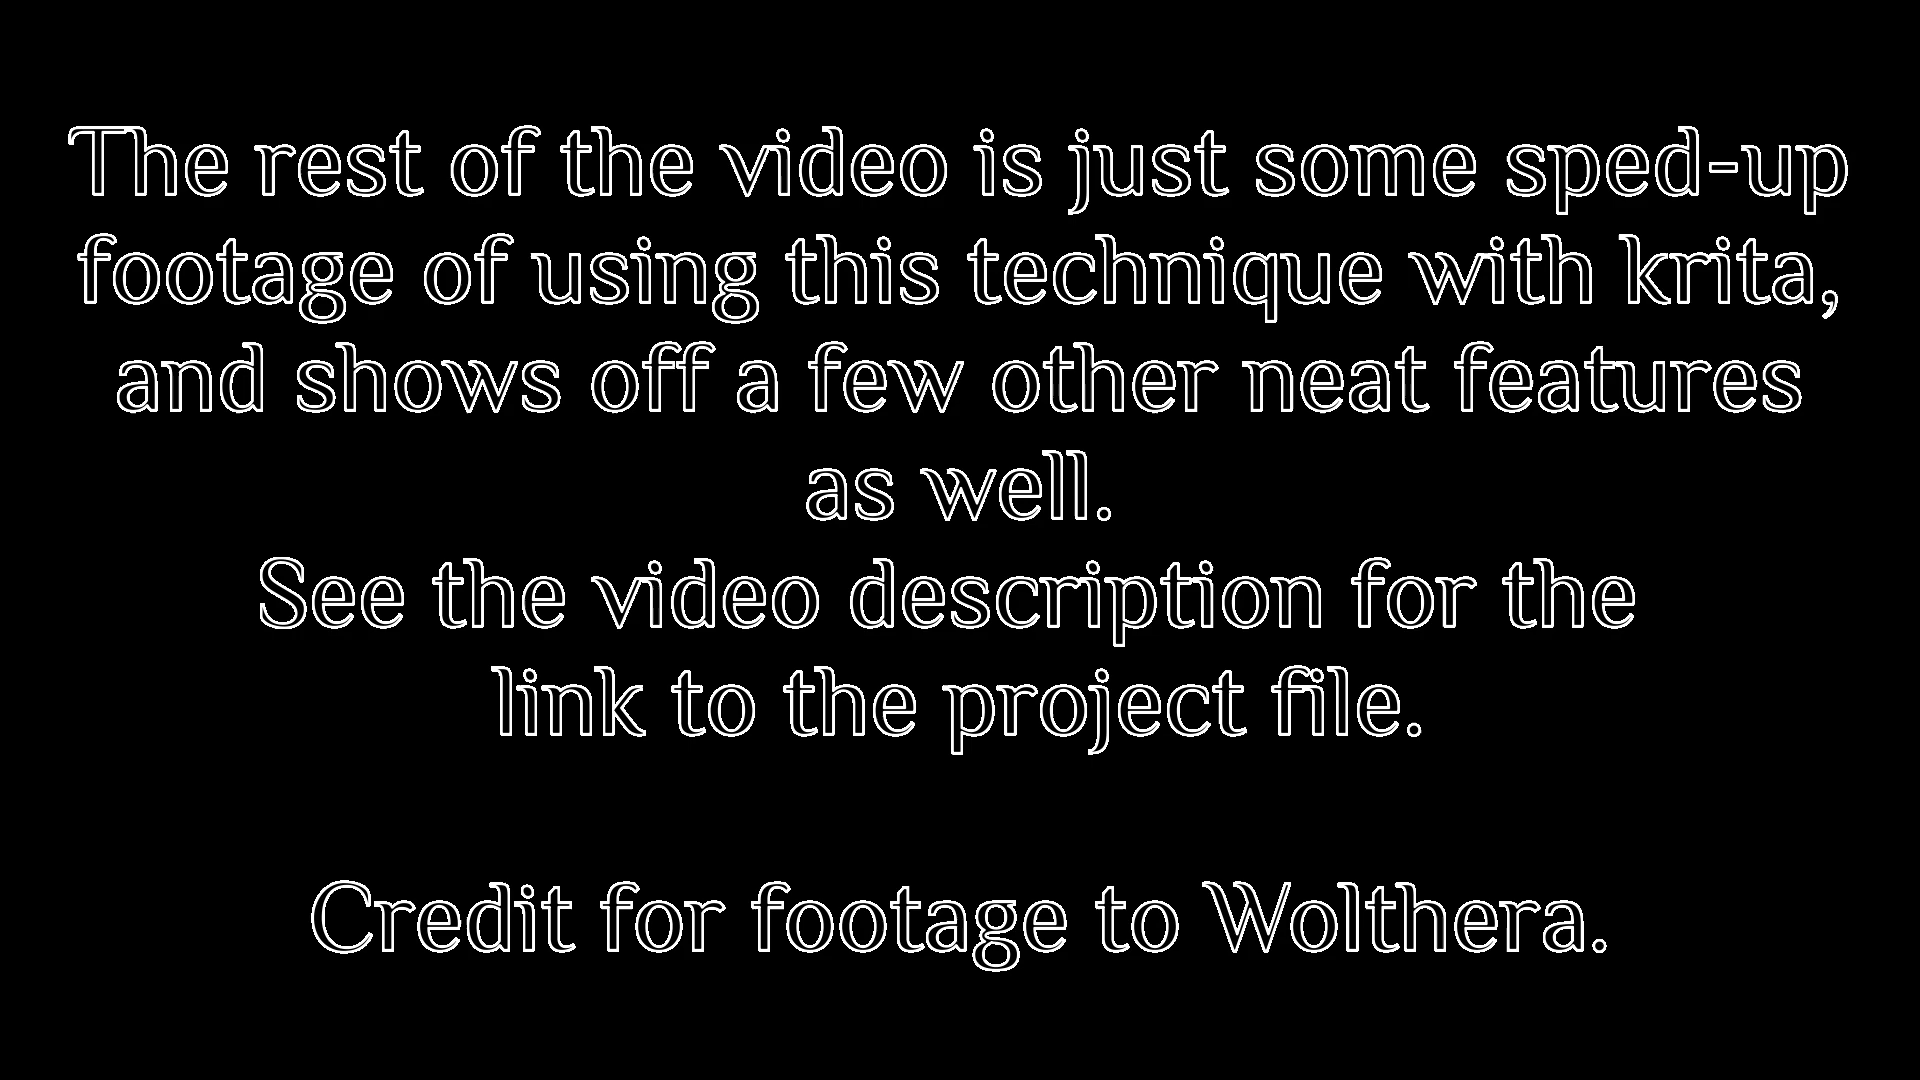 The rest of the video is just some sped-up
footage of using this technique with krita,
and shows off a few other neat features
as well.
See the video description for the
link to the project file.
Credit for footage to Wolthera.